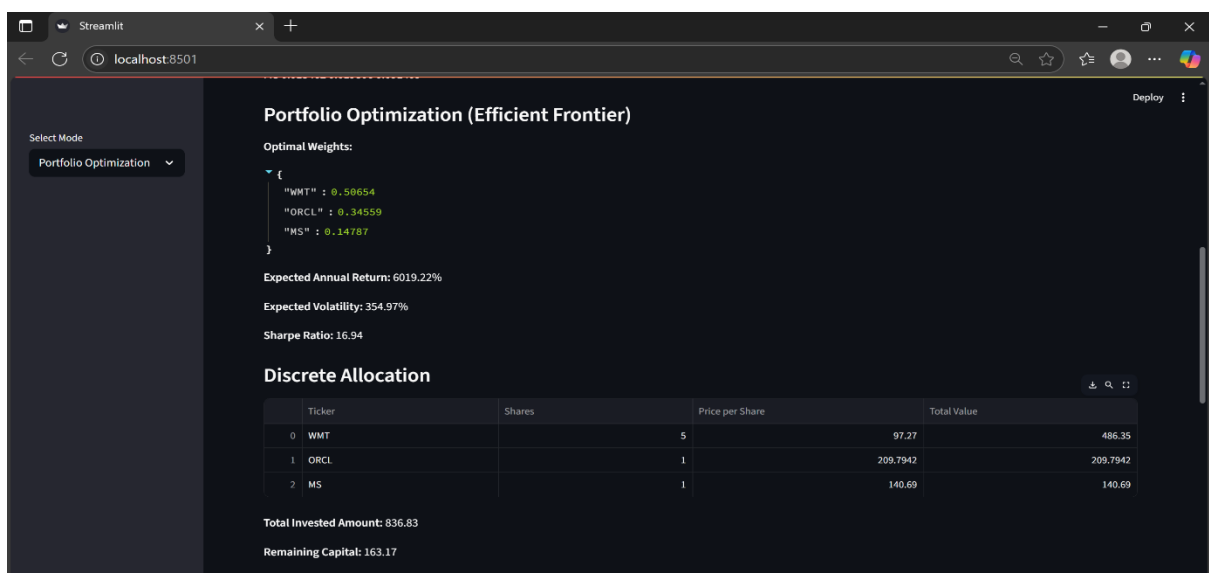 Streamlit
localhost:8501
Deploy
Select Mode
Portfolio Optimization
Portfolio Optimization (Efficient Frontier)
Optimal Weights:
{
"WMT" : 0.50654
"ORCL" : 0.34559
"MS" : 0.14787
}
Expected Annual Return: 6019.22%
Expected Volatility: 354.97%
Sharpe Ratio: 16.94
Discrete Allocation
Ticker Shares Price per Share Total Value
0 WMT 5 97.27 486.35
1 ORCL 1 209.7942 209.7942
2 MS 1 140.69 140.69
Total Invested Amount: 836.83
Remaining Capital: 163.17